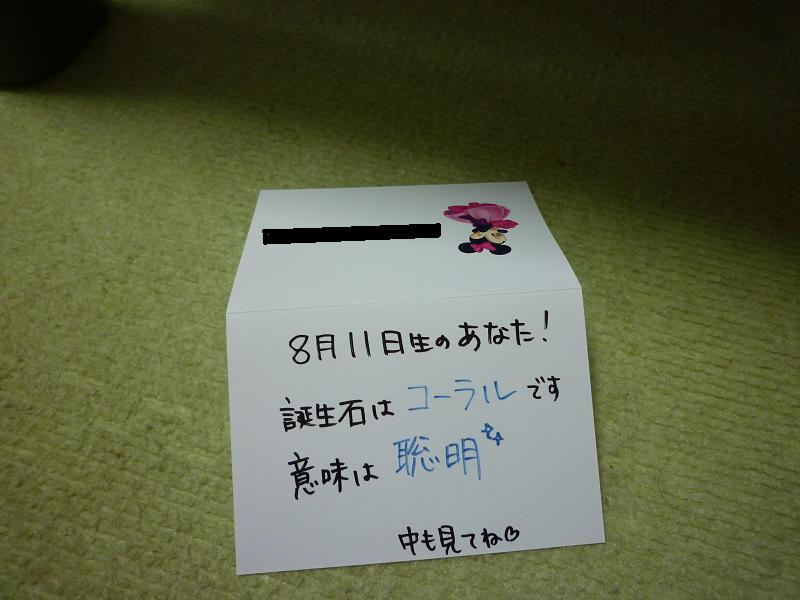 8月11日生のあなた!
誕生石は コーラル です
意味は 聡明
中も見てね♡